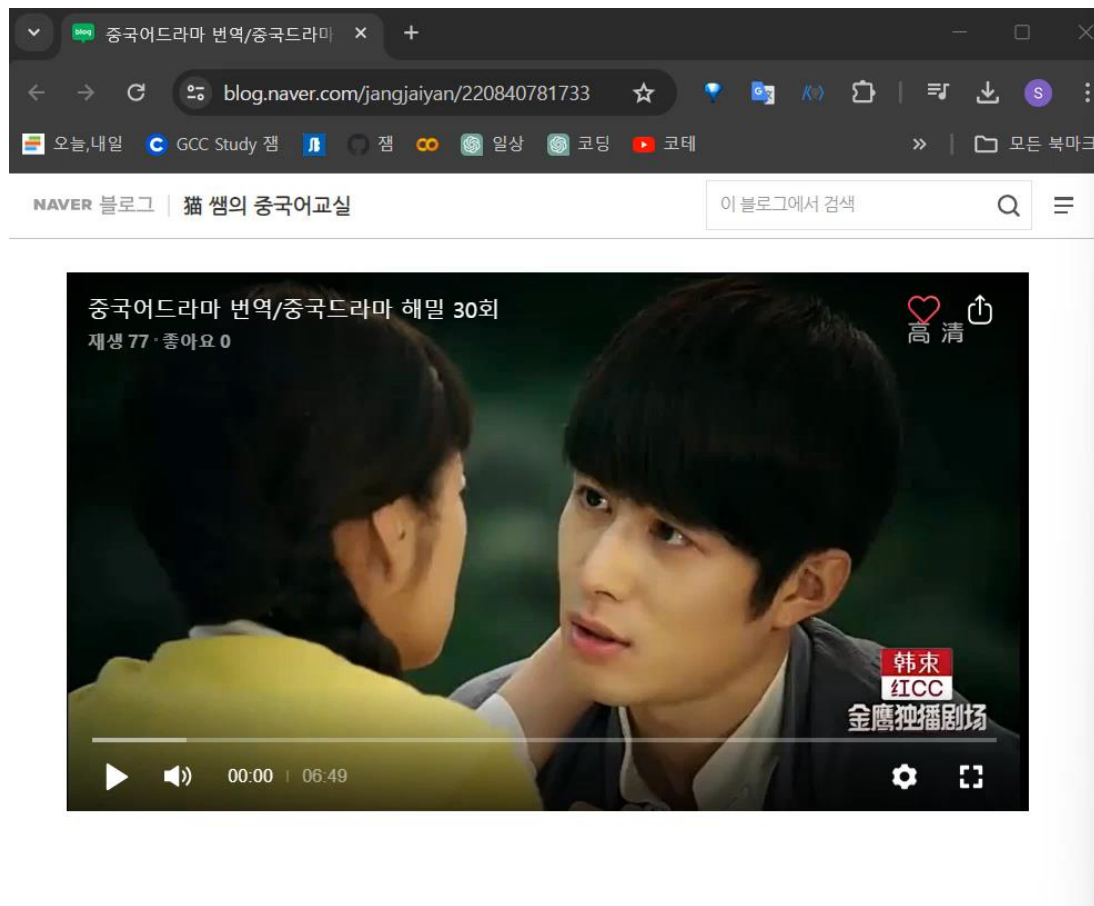 중국어드라마 번역/중국드라마
blog.naver.com/jangjaiyan/220840781733
오늘,내일 GCC Study 잼 잼 일상 코딩 코테 » 모든 북마크
NAVER 블로그 | 猫 쌤의 중국어교실 이 블로그에서 검색
중국어드라마 번역/중국드라마 해밀 30회
재생 77 · 좋아요 0
高清
韩束
红CC
金鹰独播剧场
00:00 | 06:49